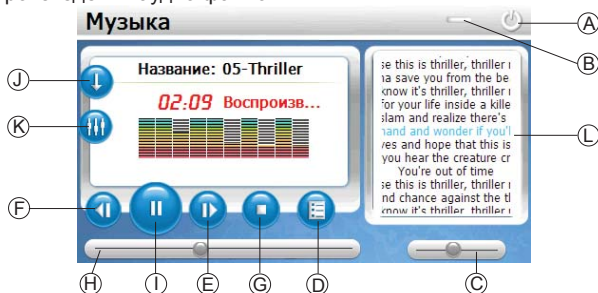 Музыка
A
B
J
Название: 05-Thriller
02:09 Воспроизв...
K
se this is thriller, thriller
na save you from the be
know it's thriller, thriller
for your life inside a kille
slam and realize there's
hand and wonder if you'l
ves and hope that this is
you hear the creature cr
You're out of time
se this is thriller, thriller
nd chance against the tl
know it's thriller, thriller
L
F
H
I
E
G
D
C